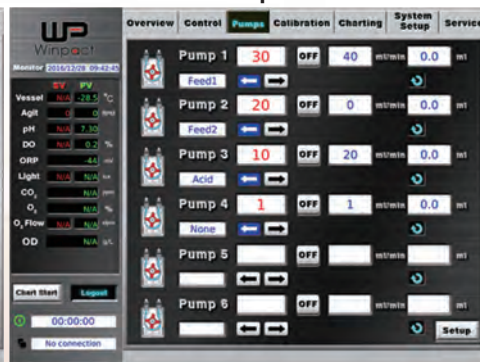 Winpact
Overview Control Pumps Calibration Charting System Setup Service
Monitor 2016/12/28 09:42:45
SV PV
Vessel N/A -28.5 °C
Agit 0 0 RPM
pH N/A 7.30
DO N/A 0.2 %
ORP -44 mV
Light N/A N/A
CO₂ N/A PPM
O₂ N/A %
O₂ Flow N/A N/A
OD N/A
Chart Start Logout
00:00:00
No connection
Pump 1 30 OFF 40 ml/min 0.0 ml
Feed1
Pump 2 20 OFF 0 ml/min 0.0 ml
Feed2
Pump 3 10 OFF 20 ml/min 0.0 ml
Acid
Pump 4 1 OFF 1 ml/min 0.0 ml
None
Pump 5 OFF ml/min ml
Pump 6 OFF ml/min ml
Setup